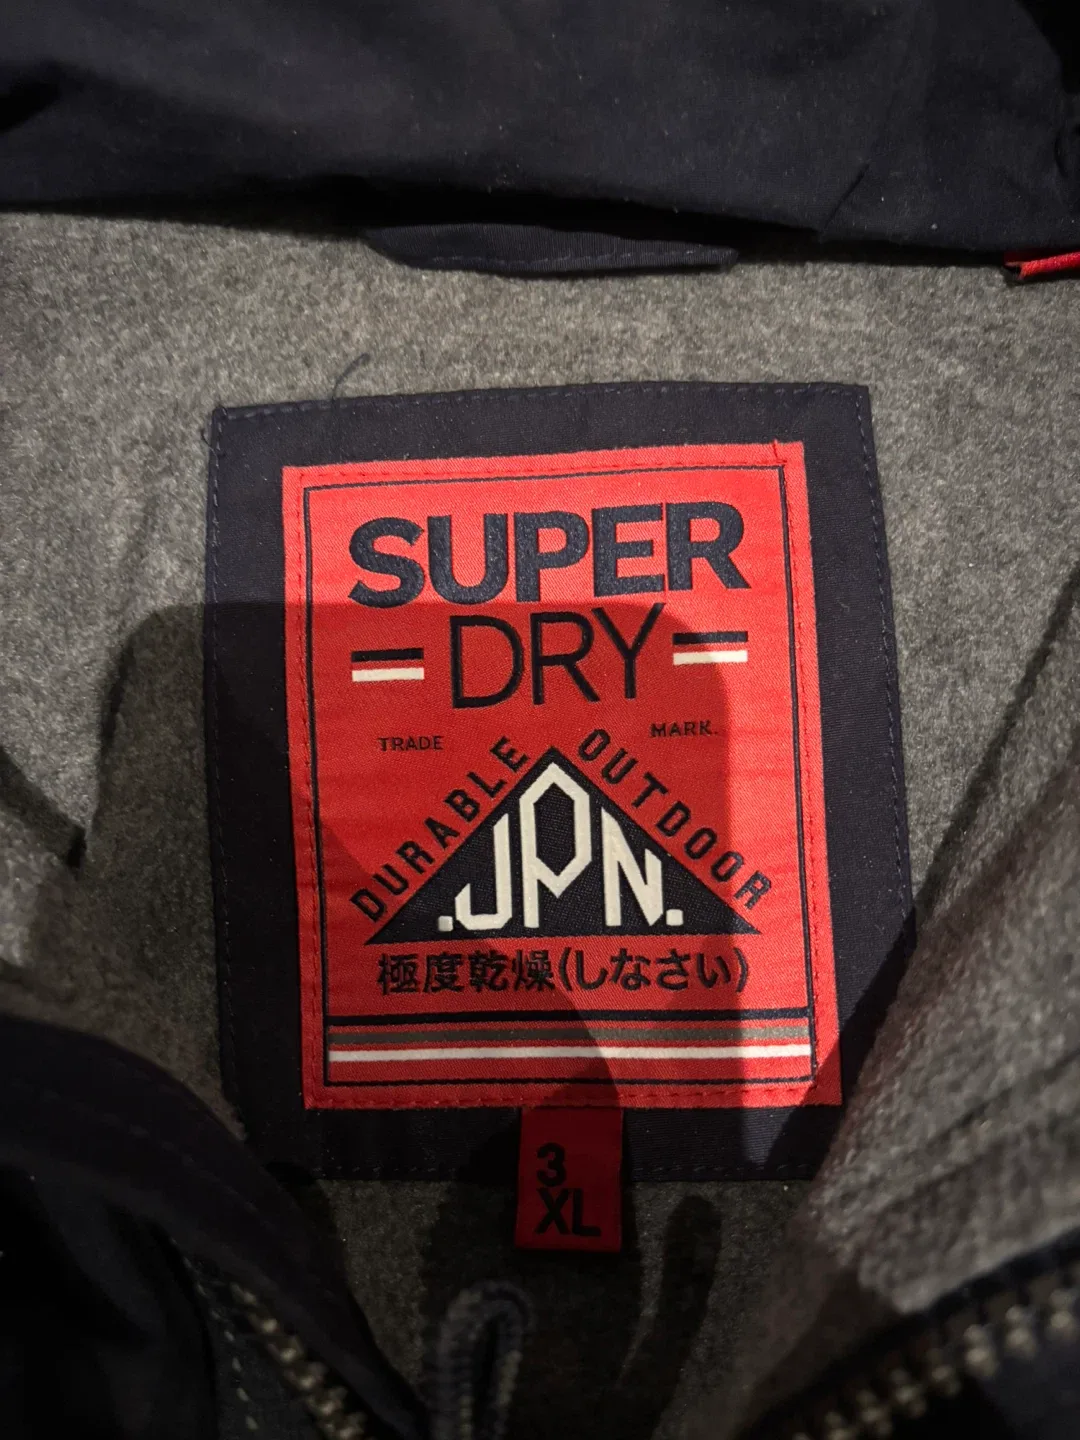 SUPER
DRY
TRADE MARK.
DURABLE OUTDOOR
.JPN.
極度乾燥(しなさい)
3
XL